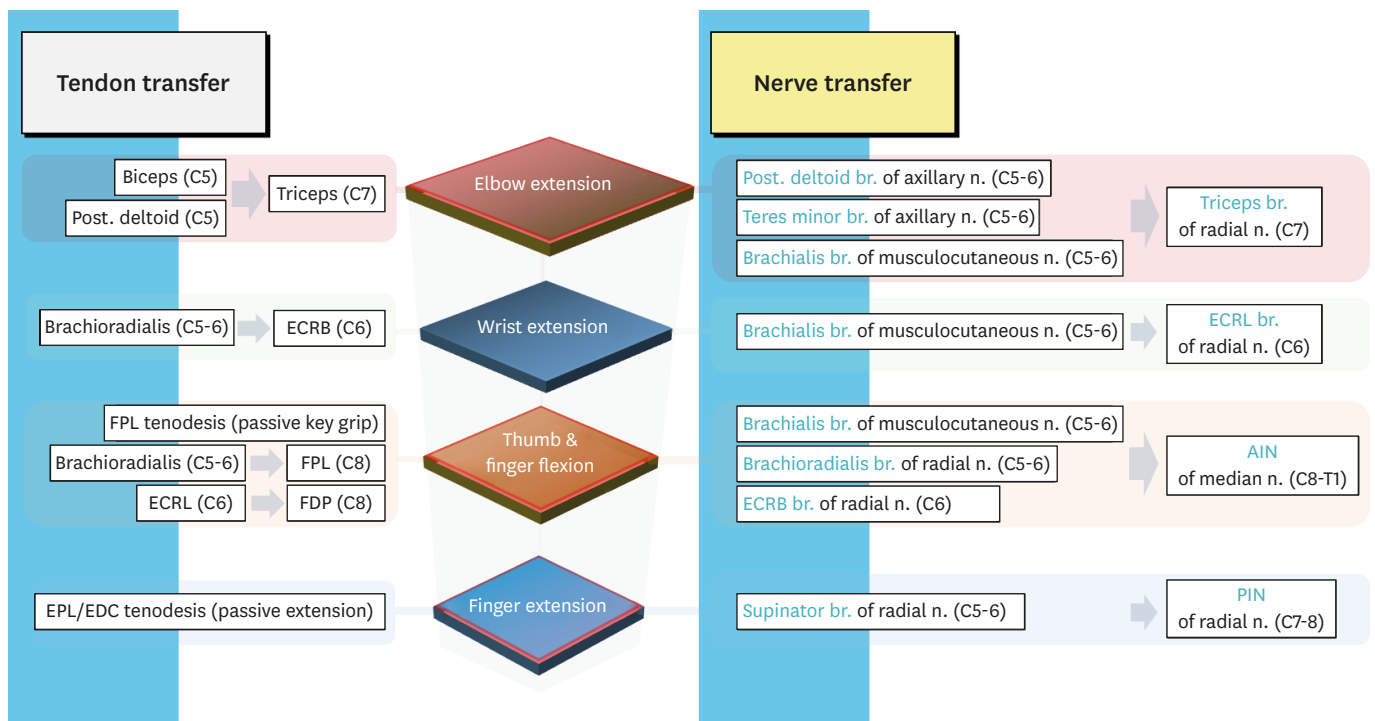 Tendon transfer
Nerve transfer
Biceps (C5)
Post. deltoid (C5)
Triceps (C7)
Elbow extension
Post. deltoid br. of axillary n. (C5-6)
Teres minor br. of axillary n. (C5-6)
Brachialis br. of musculocutaneous n. (C5-6)
Triceps br.
of radial n. (C7)
Brachioradialis (C5-6)
ECRB (C6)
Wrist extension
Brachialis br. of musculocutaneous n. (C5-6)
ECRL br.
of radial n. (C6)
FPL tenodesis (passive key grip)
Brachioradialis (C5-6)
FPL (C8)
ECRL (C6)
FDP (C8)
Thumb &
finger flexion
Brachialis br. of musculocutaneous n. (C5-6)
Brachioradialis br. of radial n. (C5-6)
ECRB br. of radial n. (C6)
AIN
of median n. (C8-T1)
EPL/EDC tenodesis (passive extension)
Finger extension
Supinator br. of radial n. (C5-6)
PIN
of radial n. (C7-8)